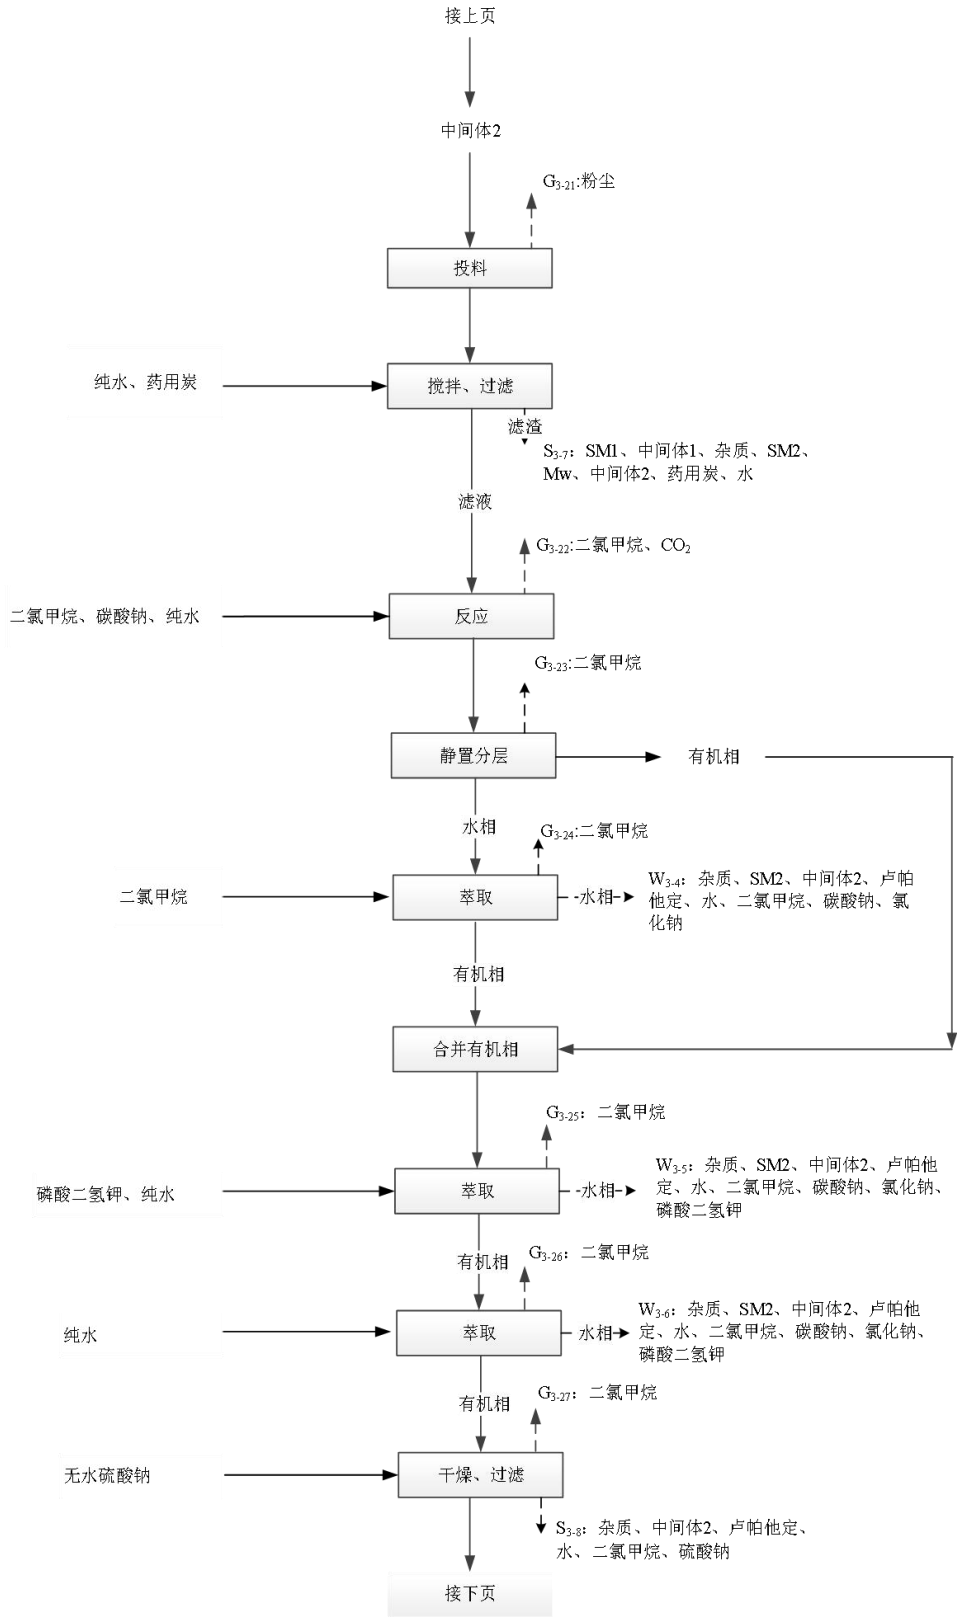 接上页
中间体2
G3-21:粉尘
投料
纯水、药用炭
搅拌、过滤
滤渣
S3-7：SM1、中间体1、杂质、SM2、
Mw、中间体2、药用炭、水
滤液
G3-22:二氯甲烷、CO2
二氯甲烷、碳酸钠、纯水
反应
G3-23:二氯甲烷
静置分层
有机相
水相
G3-24:二氯甲烷
二氯甲烷
萃取
水相
W3-4：杂质、SM2、中间体2、卢帕
他定、水、二氯甲烷、碳酸钠、氯
化钠
有机相
合并有机相
G3-25：二氯甲烷
磷酸二氢钾、纯水
萃取
水相
W3-5：杂质、SM2、中间体2、卢帕他
定、水、二氯甲烷、碳酸钠、氯化钠、
磷酸二氢钾
有机相
G3-26：二氯甲烷
纯水
萃取
水相
W3-6：杂质、SM2、中间体2、卢帕他
定、水、二氯甲烷、碳酸钠、氯化钠、
磷酸二氢钾
有机相
G3-27：二氯甲烷
无水硫酸钠
干燥、过滤
S3-8：杂质、中间体2、卢帕他定、
水、二氯甲烷、硫酸钠
接下页